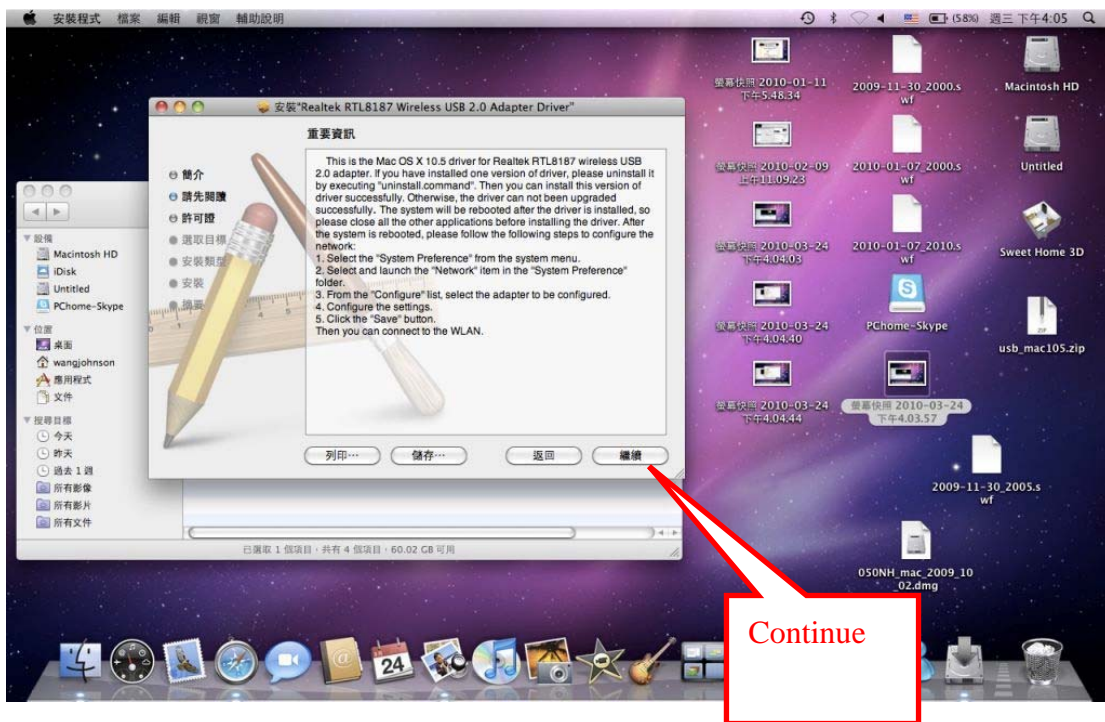 安裝程式 檔案 編輯 視窗 輔助說明
(58%) 週三 下午4:05
安裝"Realtek RTL8187 Wireless USB 2.0 Adapter Driver"
重要資訊
簡介
請先閱讀
許可證
選取目標
安裝類型
安裝
摘要
This is the Mac OS X 10.5 driver for Realtek RTL8187 wireless USB
2.0 adapter. If you have installed one version of driver, please uninstall it
by executing "uninstall.command". Then you can install this version of
driver successfully. Otherwise, the driver can not been upgraded
successfully. The system will be rebooted after the driver is installed, so
please close all the other applications before installing the driver. After
the system is rebooted, please follow the following steps to configure the
network:
1. Select the "System Preference" from the system menu.
2. Select and launch the "Network" item in the "System Preference"
folder.
3. From the "Configure" list, select the adapter to be configured.
4. Configure the settings.
5. Click the "Save" button.
Then you can connect to the WLAN.
列印… 儲存… 返回 繼續
設備
Macintosh HD
iDisk
Untitled
PChome-Skype
位置
桌面
wangjohnson
應用程式
文件
搜尋目標
今天
昨天
過去 1 週
所有影像
所有影片
所有文件
已選取 1 個項目，共有 4 個項目，60.02 GB 可用
螢幕快照 2010-01-11
下午5.48.34
2009-11-30_2000.s
wf
Macintosh HD
螢幕快照 2010-02-09
上午11.09.23
2010-01-07_2000.s
wf
Untitled
螢幕快照 2010-03-24
下午4.04.03
2010-01-07_2010.s
wf
Sweet Home 3D
螢幕快照 2010-03-24
下午4.04.40
PChome-Skype
ZIP
usb_mac105.zip
螢幕快照 2010-03-24
下午4.04.44
螢幕快照 2010-03-24
下午4.03.57
2009-11-30_2005.s
wf
050NH_mac_2009_10
_02.dmg
Continue
24